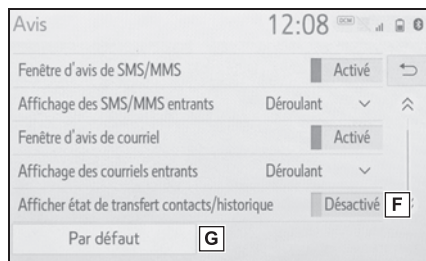 Avis 12:08 DCM
Fenêtre d'avis de SMS/MMS Activé
Affichage des SMS/MMS entrants Déroulant
Fenêtre d'avis de courriel Activé
Affichage des courriels entrants Déroulant
Afficher état de transfert contacts/historique Désactivé F
Par défaut G